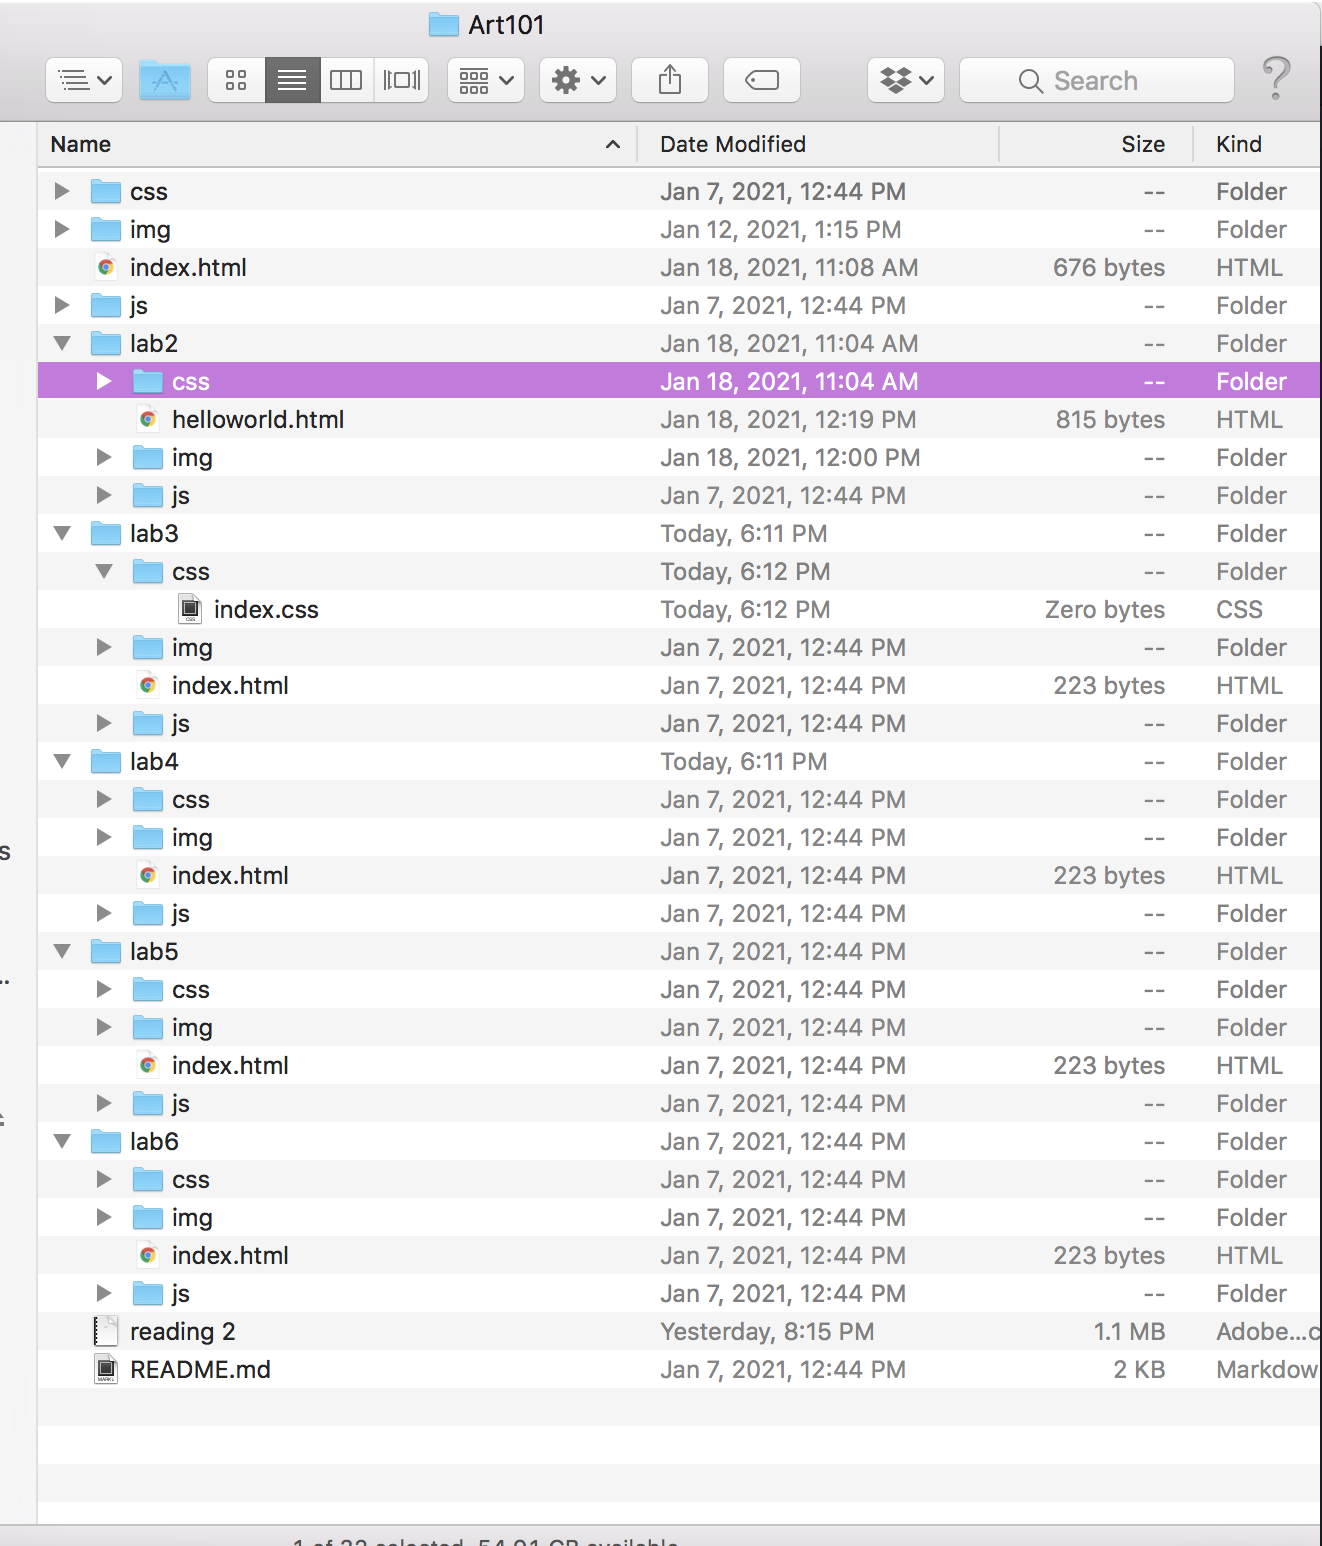 Art101
Search
Name Date Modified Size Kind
css Jan 7, 2021, 12:44 PM -- Folder
img Jan 12, 2021, 1:15 PM -- Folder
index.html Jan 18, 2021, 11:08 AM 676 bytes HTML
js Jan 7, 2021, 12:44 PM -- Folder
lab2 Jan 18, 2021, 11:04 AM -- Folder
css Jan 18, 2021, 11:04 AM -- Folder
helloworld.html Jan 18, 2021, 12:19 PM 815 bytes HTML
img Jan 18, 2021, 12:00 PM -- Folder
js Jan 7, 2021, 12:44 PM -- Folder
lab3 Today, 6:11 PM -- Folder
css Today, 6:12 PM -- Folder
index.css Today, 6:12 PM Zero bytes CSS
img Jan 7, 2021, 12:44 PM -- Folder
index.html Jan 7, 2021, 12:44 PM 223 bytes HTML
js Jan 7, 2021, 12:44 PM -- Folder
lab4 Today, 6:11 PM -- Folder
css Jan 7, 2021, 12:44 PM -- Folder
img Jan 7, 2021, 12:44 PM -- Folder
index.html Jan 7, 2021, 12:44 PM 223 bytes HTML
js Jan 7, 2021, 12:44 PM -- Folder
lab5 Jan 7, 2021, 12:44 PM -- Folder
css Jan 7, 2021, 12:44 PM -- Folder
img Jan 7, 2021, 12:44 PM -- Folder
index.html Jan 7, 2021, 12:44 PM 223 bytes HTML
js Jan 7, 2021, 12:44 PM -- Folder
lab6 Jan 7, 2021, 12:44 PM -- Folder
css Jan 7, 2021, 12:44 PM -- Folder
img Jan 7, 2021, 12:44 PM -- Folder
index.html Jan 7, 2021, 12:44 PM 223 bytes HTML
js Jan 7, 2021, 12:44 PM -- Folder
reading 2 Yesterday, 8:15 PM 1.1 MB Adobe...c
README.md Jan 7, 2021, 12:44 PM 2 KB Markdow
selected, available